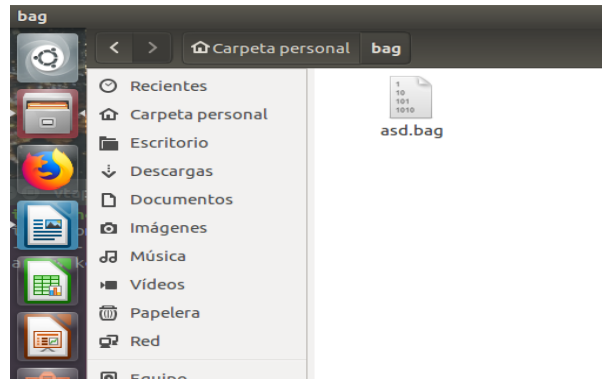 bag
Carpeta personal bag
Recientes
Carpeta personal
Escritorio
Descargas
Documentos
Imágenes
Música
Vídeos
Papelera
Red
Equipo
1
10
101
1010
asd.bag